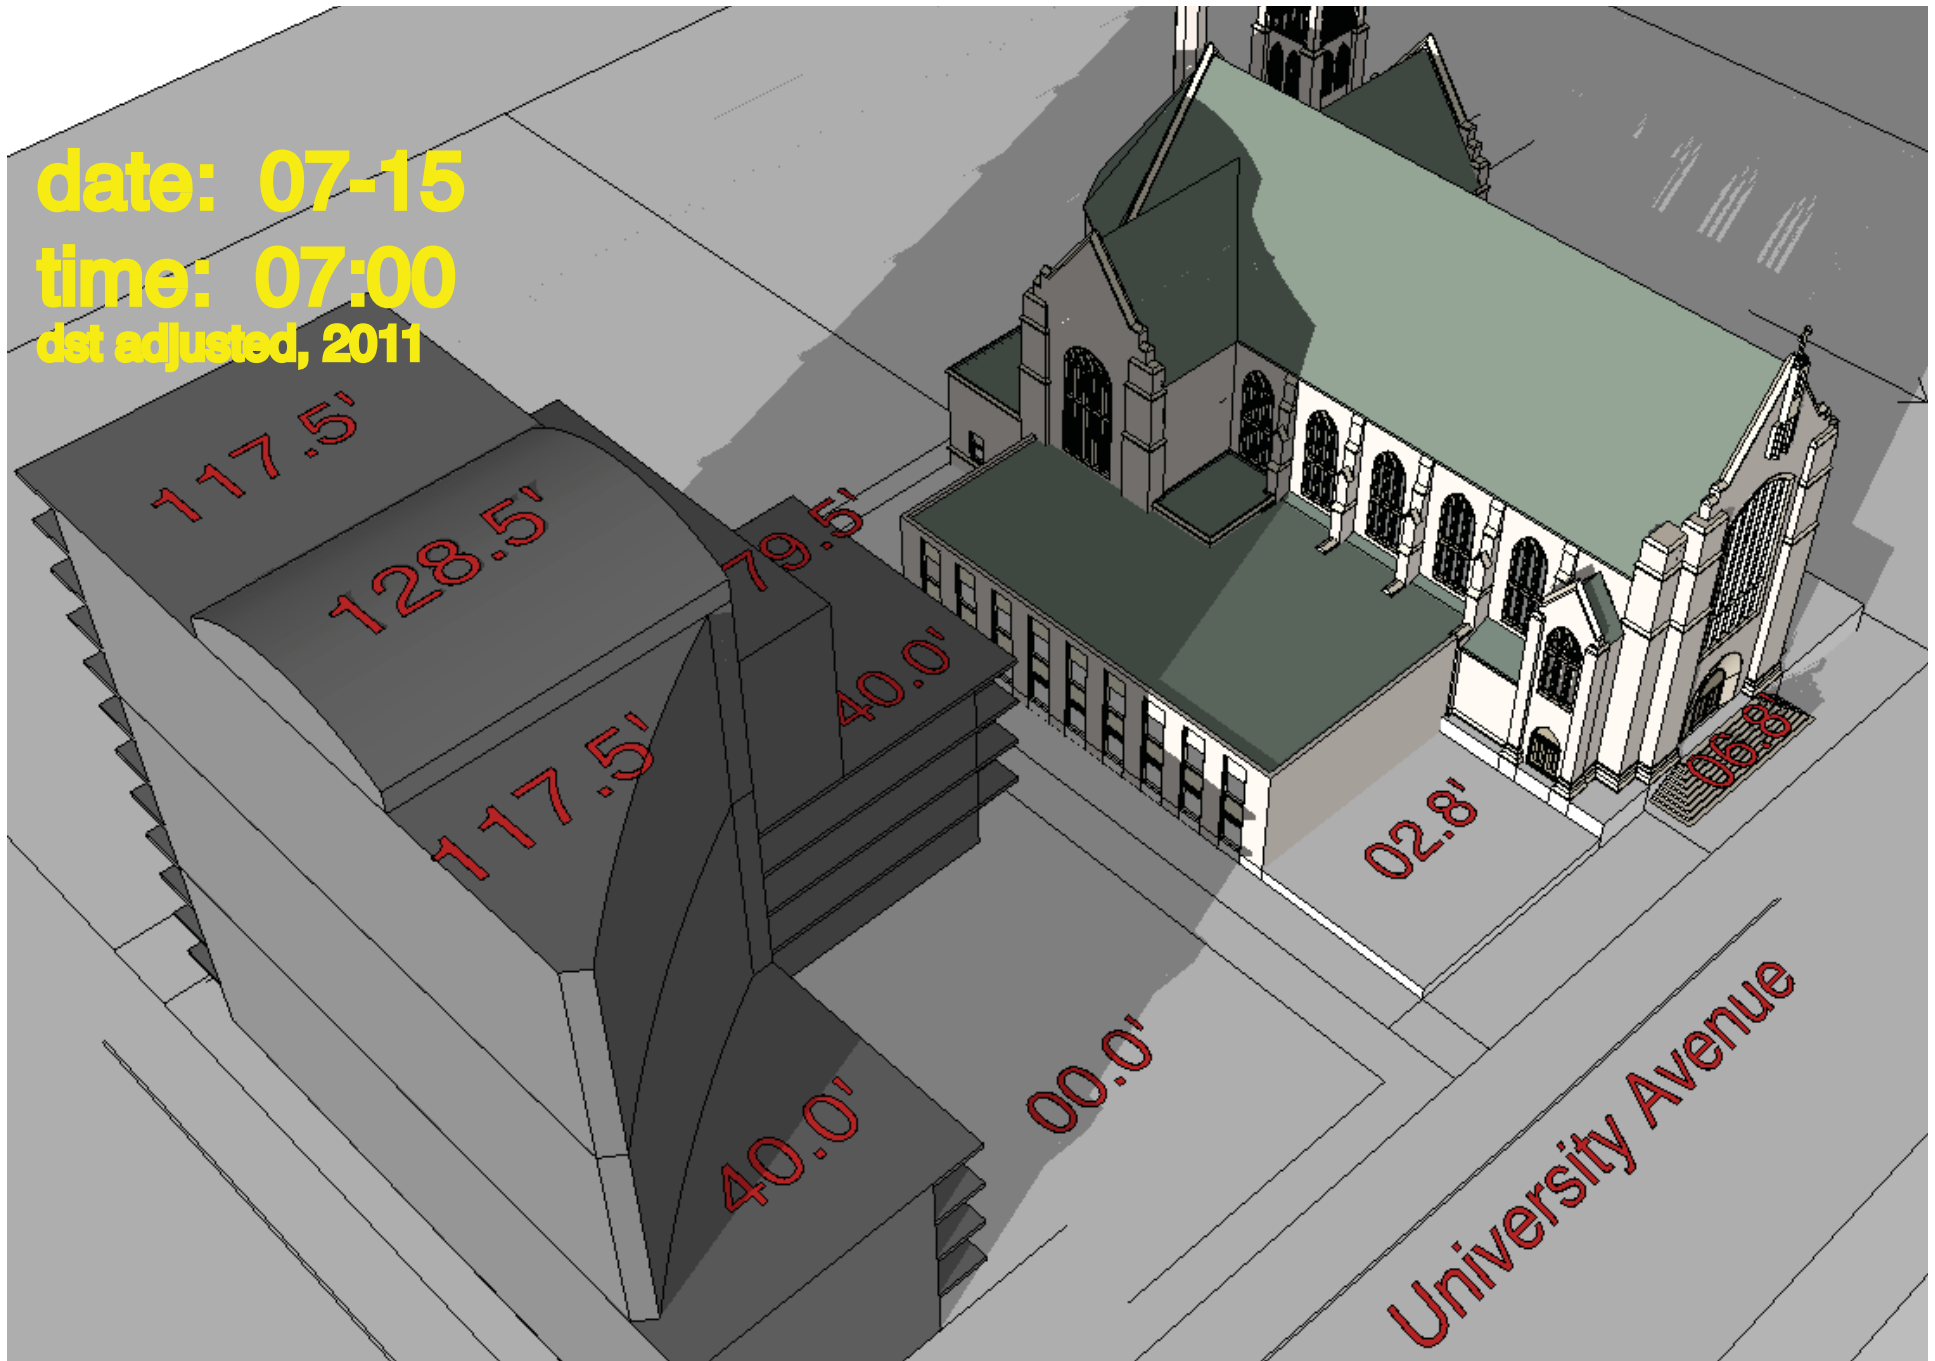 date: 07-15
time: 07:00
dst adjusted, 2011
117.5'
128.5'
79.5'
40.0'
117.5'
06.8'
02.8'
00.0'
40.0'
University Avenue